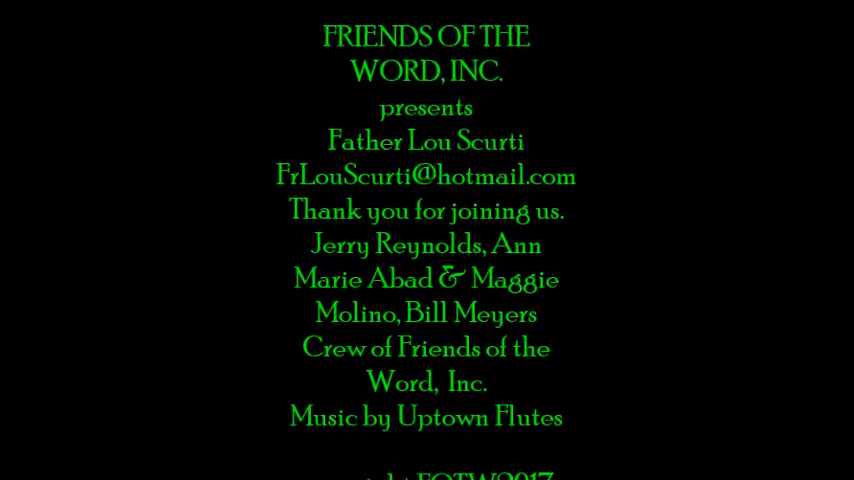 FRIENDS OF THE
WORD, INC.
presents
Father Lou Scurti
FrLouScurti@hotmail.com
Thank you for joining us.
Jerry Reynolds, Ann
Marie Abad & Maggie
Molino, Bill Meyers
Crew of Friends of the
Word, Inc.
Music by Uptown Flutes
FOTW2017